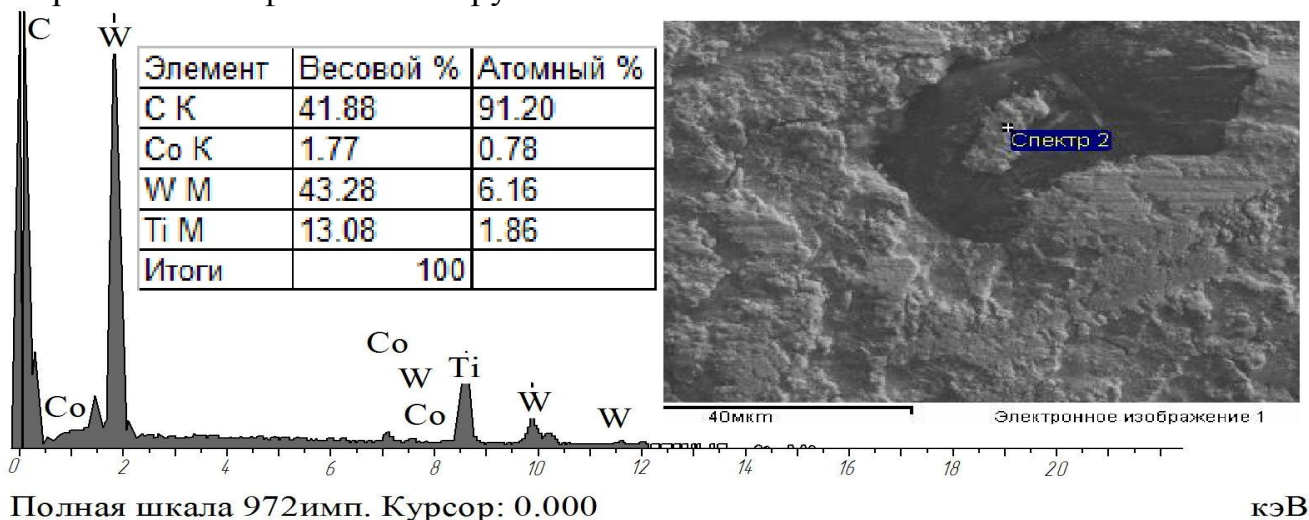 C
W
Элемент Весовой % Атомный %
C K 41.88 91.20
Co K 1.77 0.78
W M 43.28 6.16
Ti M 13.08 1.86
Итоги 100
Спектр 2
Co
W
Co
Ti
Co
W
W
40мкm
Электронное изображение 1
0 2 4 6 8 10 12 14 16 18 20
Полная шкала 972имп. Курсор: 0.000
кэВ